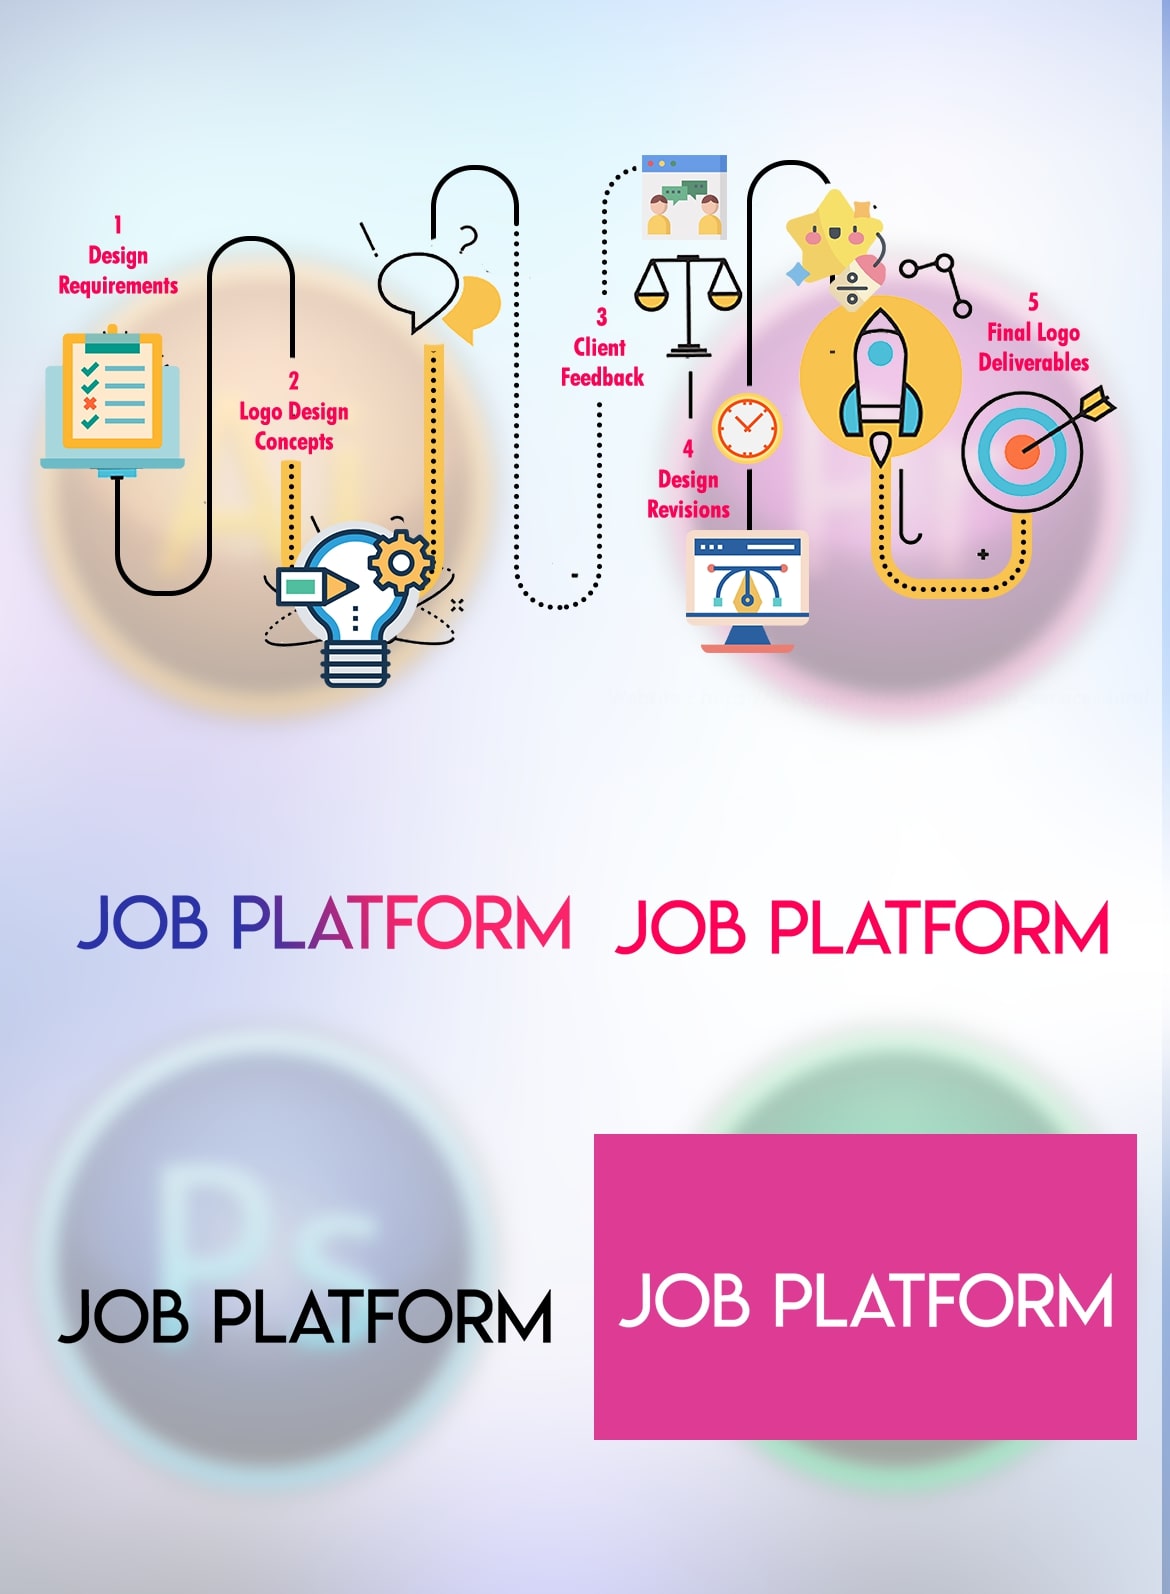 1
Design
Requirements
2
Logo Design
Concepts
3
Client
Feedback
4
Design
Revisions
5
Final Logo
Deliverables
JOB PLATFORM
JOB PLATFORM
Ps
JOB PLATFORM
JOB PLATFORM